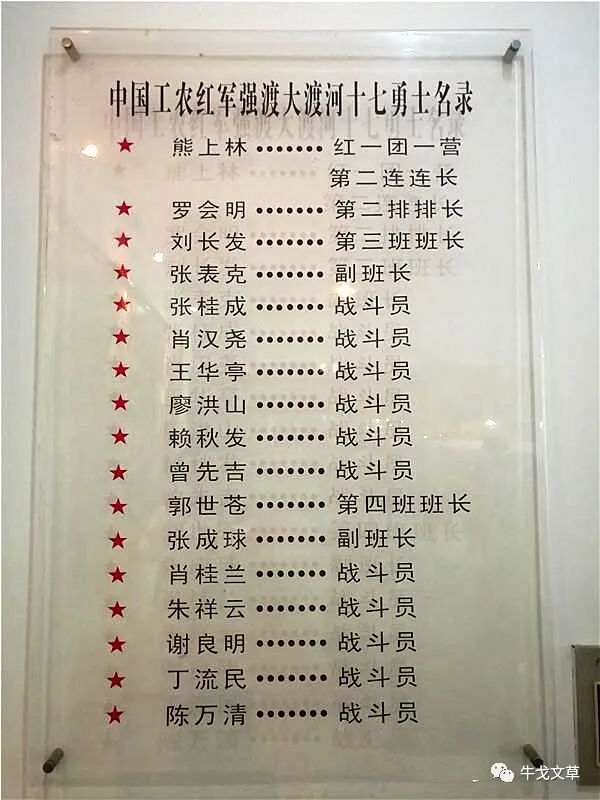 中国工农红军强渡大渡河十七勇士名录
★ 熊上林 ······· 红一团一营
第二连连长
★ 罗会明 ······· 第二排排长
★ 刘长发 ······· 第三班班长
★ 张表克 ······· 副班长
★ 张桂成 ······· 战斗员
★ 肖汉尧 ······· 战斗员
★ 王华亭 ······· 战斗员
★ 廖洪山 ······· 战斗员
★ 赖秋发 ······· 战斗员
★ 曾先吉 ······· 战斗员
★ 郭世苍 ······· 第四班班长
★ 张成球 ······· 副班长
★ 肖桂兰 ······· 战斗员
★ 朱祥云 ······· 战斗员
★ 谢良明 ······· 战斗员
★ 丁流民 ······· 战斗员
★ 陈万清 ······· 战斗员
牛戈文草